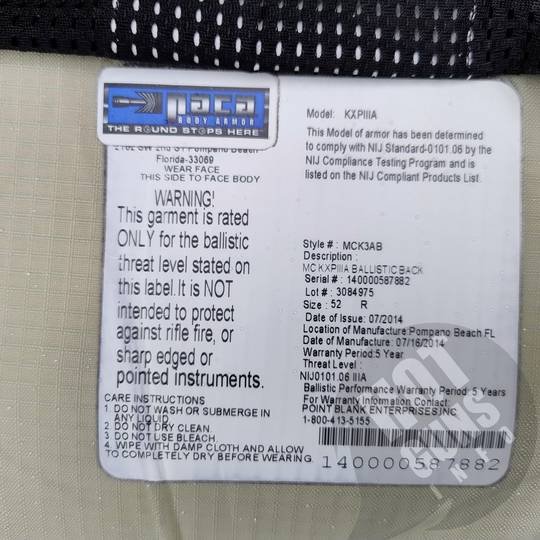 PACA
BODY ARMOR
THE ROUND STOPS HERE
2102 SW 2nd ST Pompano Beach
Florida-33069
WEAR FACE
THIS SIDE TO FACE BODY
WARNING!
This garment is rated
ONLY for the ballistic
threat level stated on
this label. It is NOT
intended to protect
against rifle fire, or
sharp edged or
pointed instruments.
CARE INSTRUCTIONS
1. DO NOT WASH OR SUBMERGE IN
ANY LIQUID
2. DO NOT DRY CLEAN.
3. DO NOT USE BLEACH.
4. WIPE WITH DAMP CLOTH AND ALLOW
TO COMPLETELY DRY BEFORE WEARING.
Model: KXPIIIA
This Model of armor has been determined
to comply with NIJ Standard-0101.06 by the
NIJ Compliance Testing Program and is
listed on the NIJ Compliant Products List.
Style # : MCK3AB
Description :
MC KXPIIIA BALLISTIC BACK
Serial # : 140000587882
Lot # : 3084975
Size : 52 R
Date of Issue: 07/2014
Location of Manufacture: Pompano Beach FL
Date of Manufacture: 07/16/2014
Warranty Period: 5 Year
Threat Level :
NIJ0101.06 IIIA
Ballistic Performance Warranty Period: 5 Years
For Warranty Information Contact:
POINT BLANK ENTERPRISES,INC
1-800-413-5155
140000587882
HOT
GUYS